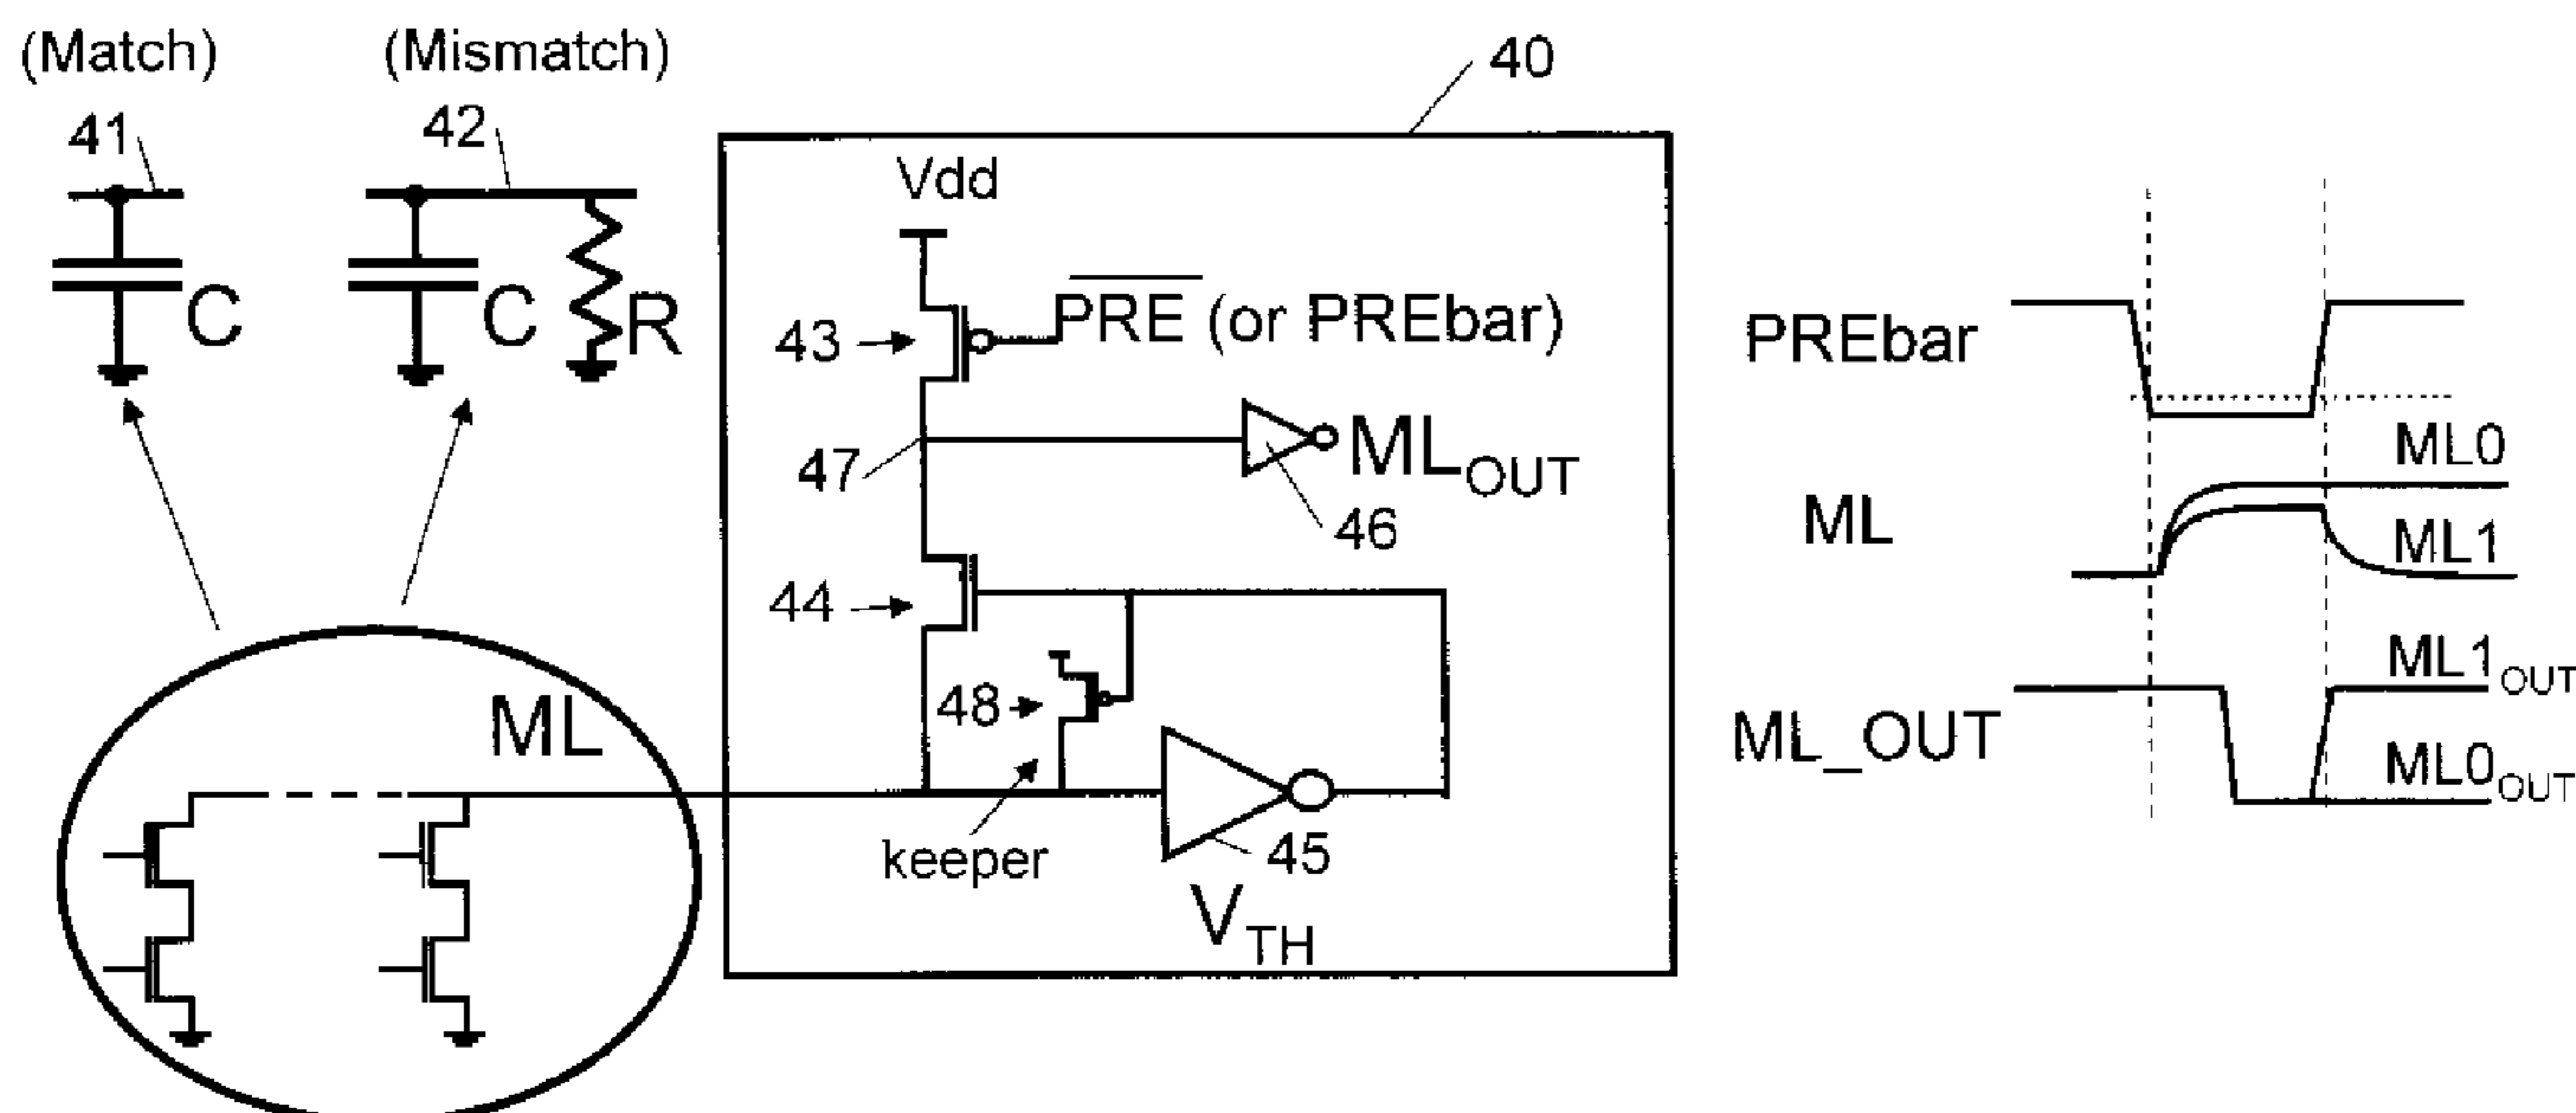 (Match)
(Mismatch)
40
41
42
Vdd
C
C
R
43
PRE (or PREbar)
47
ML_OUT
46
44
48
ML
keeper
45
V_TH
PREbar
ML0
ML
ML1
ML1_OUT
ML_OUT
ML0_OUT